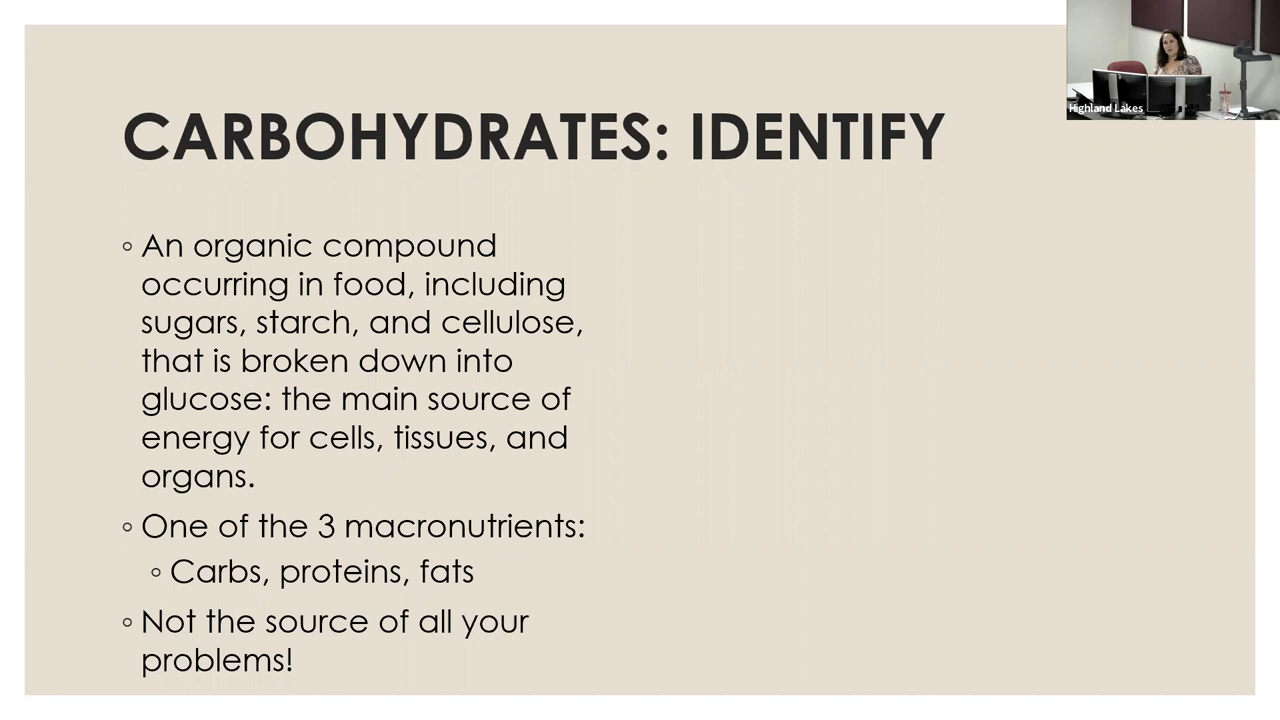 Highland Lakes
CARBOHYDRATES: IDENTIFY
◦ An organic compound
occurring in food, including
sugars, starch, and cellulose,
that is broken down into
glucose: the main source of
energy for cells, tissues, and
organs.
◦ One of the 3 macronutrients:
◦ Carbs, proteins, fats
◦ Not the source of all your
problems!